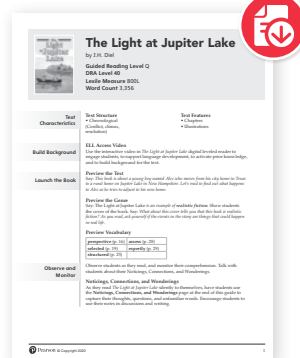 The Light at Jupiter Lake
by J.H. Diel
Guided Reading Level Q
DRA Level 40
Lexile Measure 800L
Word Count 3,256
Text
Characteristics
Text Structure
• Chronological
(Conflict, climax,
resolution)
Text Features
• Chapters
• Illustrations
Build Background
ELL Access Video
Use the interactive video in The Light at Jupiter Lake digital leveled reader to
engage students, to support language development, to activate prior knowledge,
and to build background for the text.
Launch the Book
Preview the Text
Say: This book is about a young boy named Alex who moves from his city home in Texas
to a rural home on Jupiter Lake in New Hampshire. Let's read to find out what happens
to Alex as he tries to adjust to his new home.
Preview the Genre
Say: The Light at Jupiter Lake is an example of realistic fiction. Show students
the cover of the book. Say: What about this cover tells you that this book is realistic
fiction? As you read, ask yourself if the events in the story are things that could happen
in real life.
Preview Vocabulary
perspective (p. 16)
assess (p. 28)
selected (p. 19)
expertly (p. 29)
structured (p. 25)
Observe and
Monitor
Observe students as they read, and monitor their comprehension. Talk with
students about their Noticings, Connections, and Wonderings.
Noticings, Connections, and Wonderings
As they read The Light at Jupiter Lake silently to themselves, have students use
the Noticings, Connections, and Wonderings page at the end of this guide to
capture their thoughts, questions, and unfamiliar words. Encourage students to
use their notes in discussions and writing.
Pearson © Copyright 2020
1